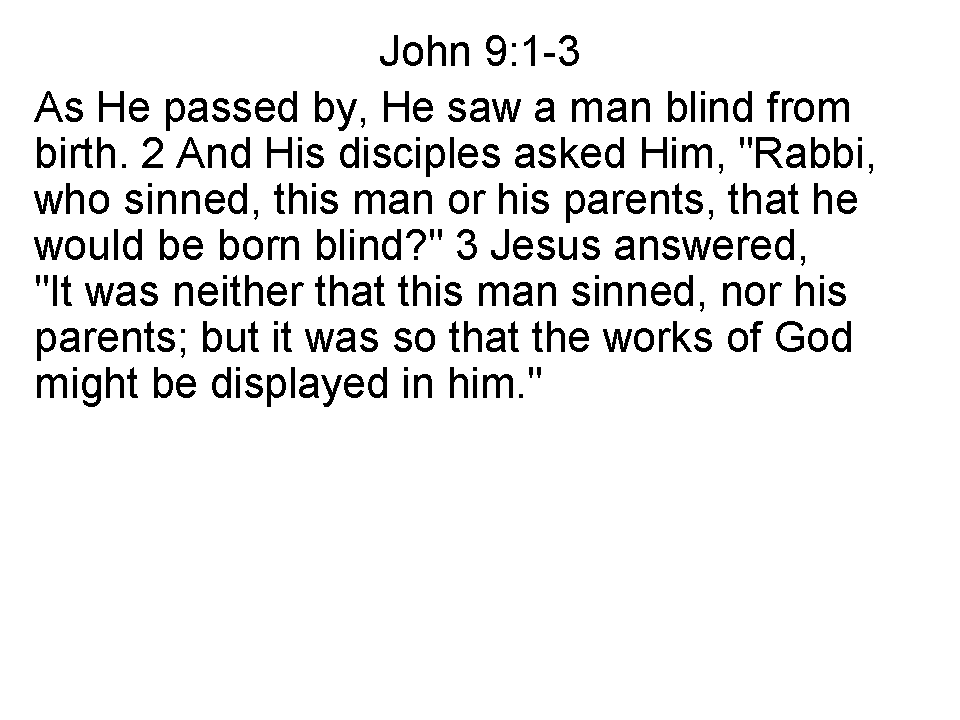 John 9:1-3
As He passed by, He saw a man blind from
birth. 2 And His disciples asked Him, "Rabbi,
who sinned, this man or his parents, that he
would be born blind?" 3 Jesus answered,
"It was neither that this man sinned, nor his
parents; but it was so that the works of God
might be displayed in him."